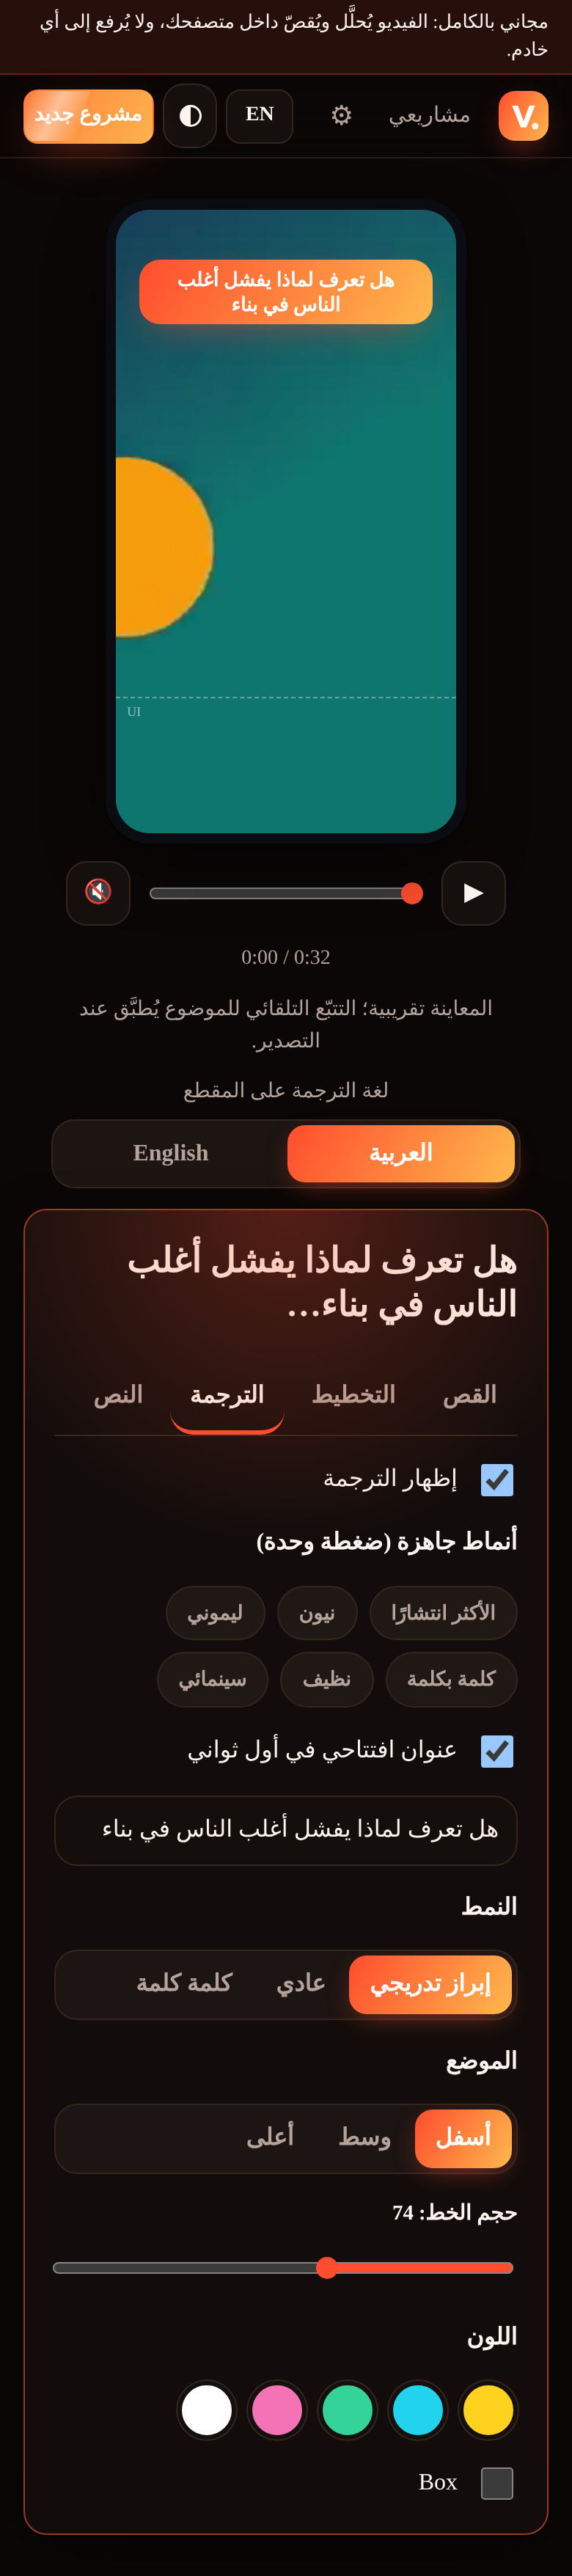 مجاني بالكامل: الفيديو يُحلَّل ويُقصّ داخل متصفحك، ولا يُرفع إلى أي
خادم.
V.
مشاريعي
EN
مشروع جديد
هل تعرف لماذا يفشل أغلب
الناس في بناء
UI
0:00 / 0:32
المعاينة تقريبية؛ التتبّع التلقائي للموضوع يُطبَّق عند
التصدير.
لغة الترجمة على المقطع
العربية
English
هل تعرف لماذا يفشل أغلب
الناس في بناء…
القص
التخطيط
الترجمة
النص
إظهار الترجمة
أنماط جاهزة (ضغطة وحدة)
الأكثر انتشارًا
نيون
ليموني
كلمة بكلمة
نظيف
سينمائي
عنوان افتتاحي في أول ثواني
هل تعرف لماذا يفشل أغلب الناس في بناء
النمط
إبراز تدريجي
عادي
كلمة كلمة
الموضع
أسفل
وسط
أعلى
حجم الخط: 74
اللون
Box